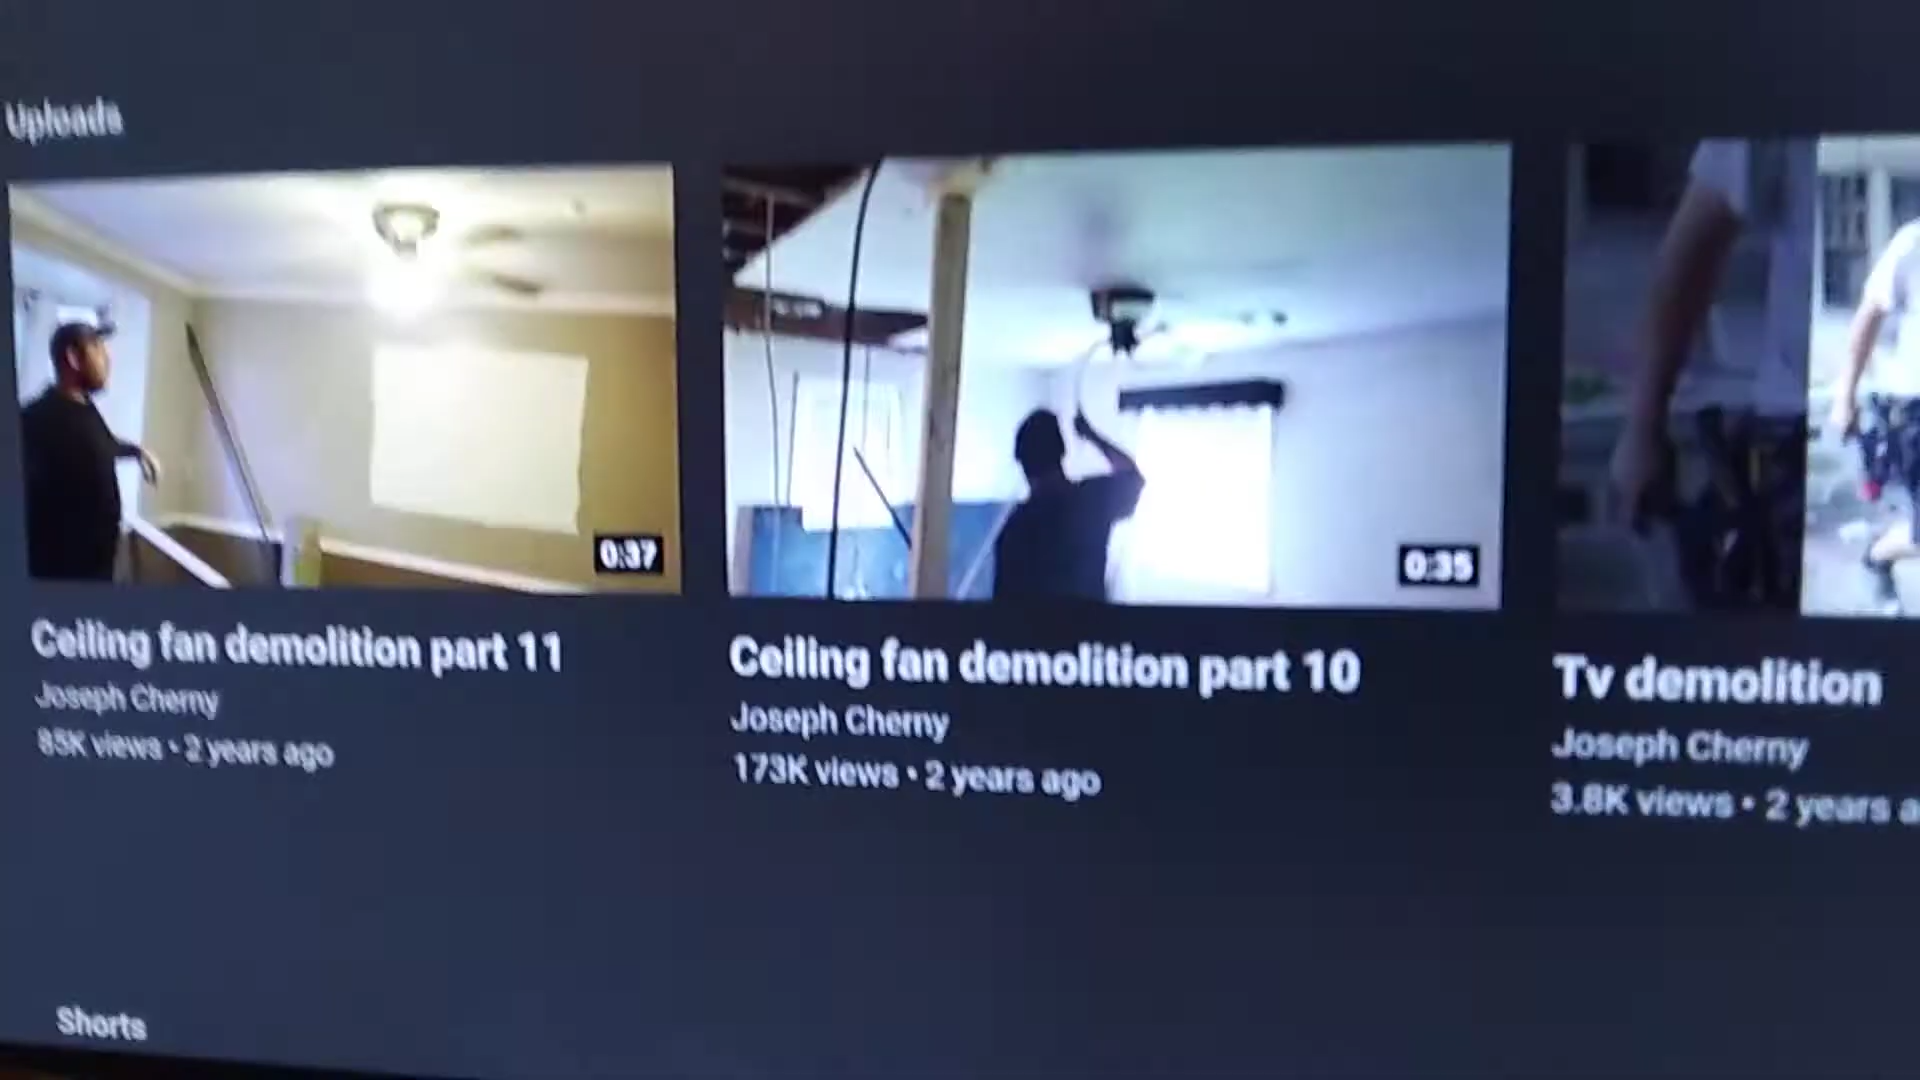 Uploads
0:37
0:35
Ceiling fan demolition part 11
Joseph Cherny
85K views • 2 years ago
Ceiling fan demolition part 10
Joseph Cherny
173K views • 2 years ago
Tv demolition
Joseph Cherny
3.8K views • 2 years a
Shorts